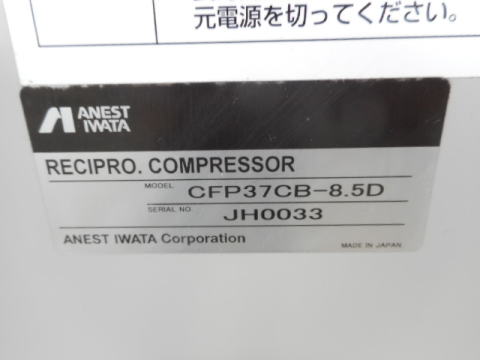 元電源を切ってください。
ANEST
IWATA
RECIPRO. COMPRESSOR
MODEL CFP37CB-8.5D
SERIAL NO. JH0033
ANEST IWATA Corporation
MADE IN JAPAN